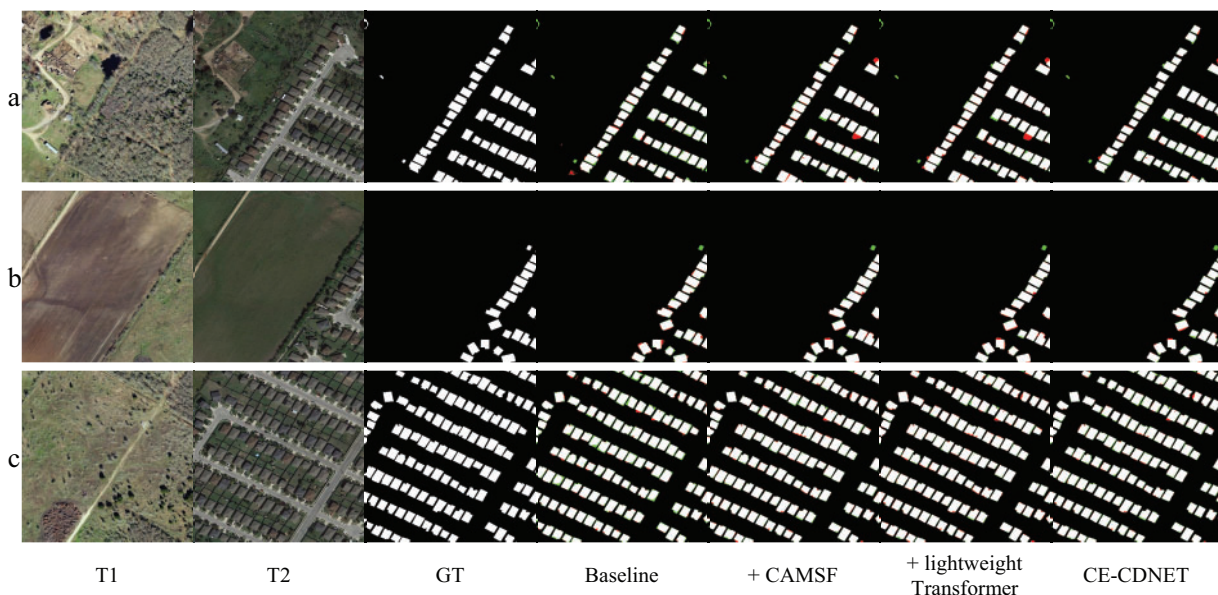 a
b
c
T1 T2 GT Baseline + CAMSF + lightweight Transformer CE-CDNET